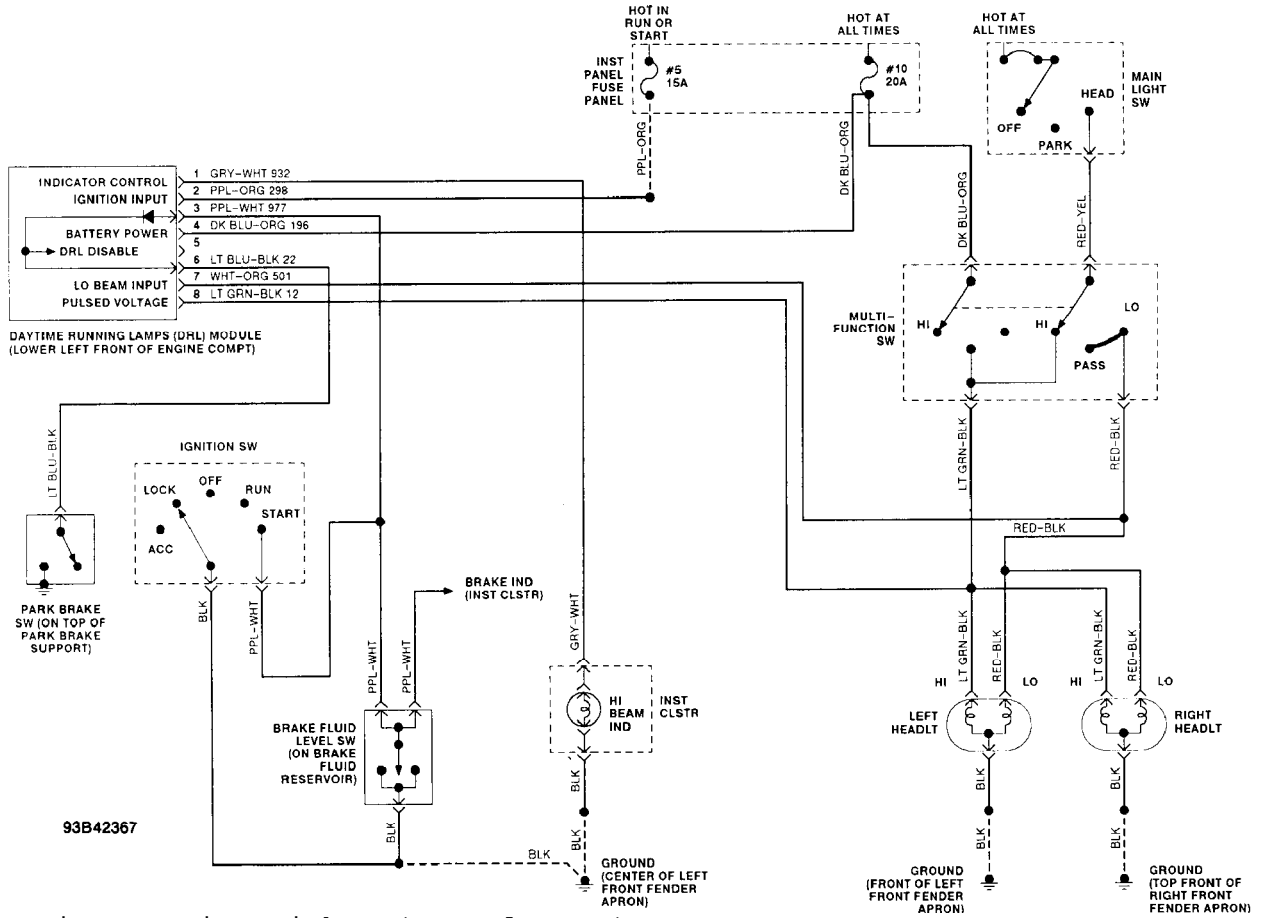 HOT IN
RUN OR
START
HOT AT
ALL TIMES
HOT AT
ALL TIMES
INST
PANEL
FUSE
PANEL
#5
15A
#10
20A
MAIN
LIGHT
SW
HEAD
OFF
PARK
PPL-ORG
DK BLU-ORG
DK BLU-ORG
RED-YEL
INDICATOR CONTROL
IGNITION INPUT
BATTERY POWER
DRL DISABLE
LO BEAM INPUT
PULSED VOLTAGE
1 GRY-WHT 932
2 PPL-ORG 298
3 PPL-WHT 977
4 DK BLU-ORG 196
5
6 LT BLU-BLK 22
7 WHT-ORG 501
8 LT GRN-BLK 12
DAYTIME RUNNING LAMPS (DRL) MODULE
(LOWER LEFT FRONT OF ENGINE COMPT)
MULTI-
FUNCTION
SW
HI
HI
LO
PASS
LT BLU-BLK
IGNITION SW
LOCK
OFF
RUN
START
ACC
LT GRN-BLK
RED-BLK
RED-BLK
PARK BRAKE
SW (ON TOP OF
PARK BRAKE
SUPPORT)
BLK
PPL-WHT
PPL-WHT
PPL-WHT
BRAKE IND
(INST CLSTR)
GRY-WHT
LT GRN-BLK
RED-BLK
LT GRN-BLK
RED-BLK
HI
LO
HI
LO
BRAKE FLUID
LEVEL SW
(ON BRAKE
FLUID
RESERVOIR)
HI
BEAM
IND
INST
CLSTR
LEFT
HEADLT
RIGHT
HEADLT
BLK
BLK
BLK
BLK
BLK
BLK
93B42367
GROUND
(CENTER OF LEFT
FRONT FENDER
APRON)
GROUND
(FRONT OF LEFT
FRONT FENDER
APRON)
GROUND
(TOP FRONT OF
RIGHT FRONT
FENDER APRON)